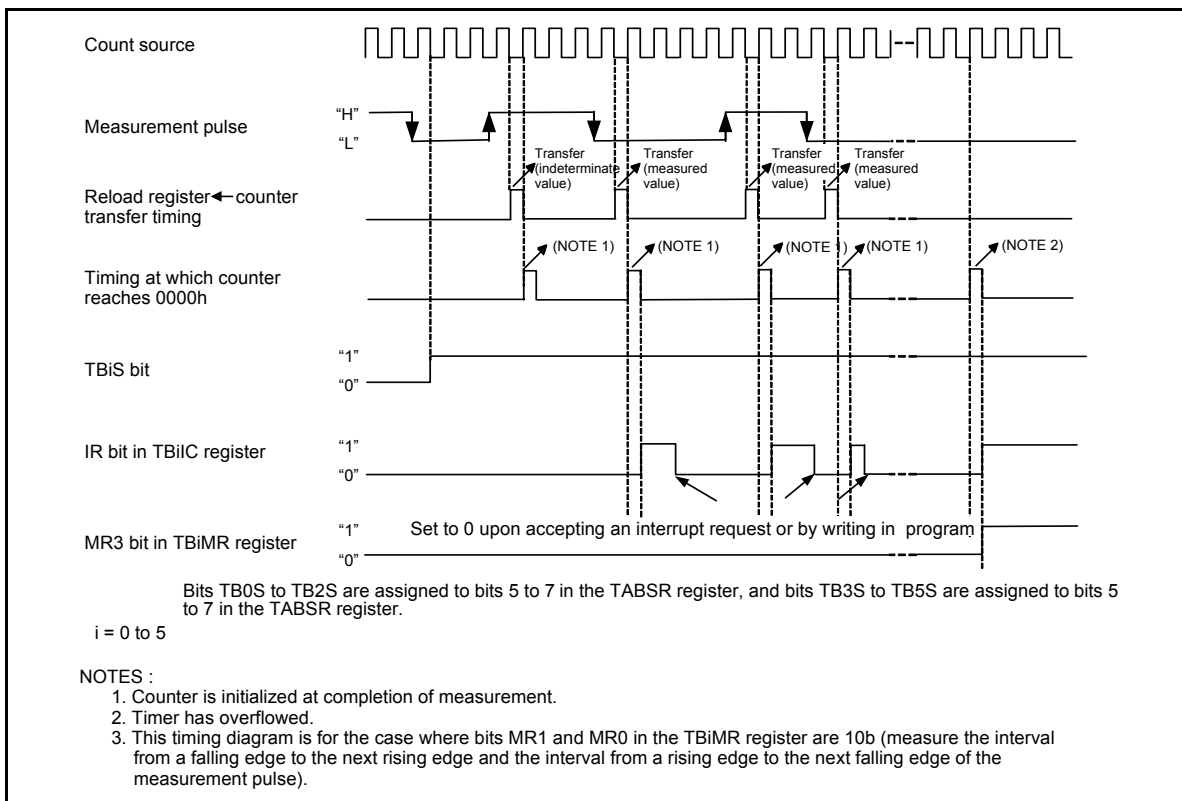 Count source
Measurement pulse
“H”
“L”
Transfer
(indeterminate
value)
Transfer
(measured
value)
Transfer
(measured
value)
Transfer
(measured
value)
Reload register←counter
transfer timing
(NOTE 1)
(NOTE 1)
(NOTE 1)
(NOTE 1)
(NOTE 2)
Timing at which counter
reaches 0000h
“1”
TBiS bit
“0”
“1”
IR bit in TBiIC register
“0”
Set to 0 upon accepting an interrupt request or by writing in program
“1”
MR3 bit in TBiMR register
“0”
Bits TB0S to TB2S are assigned to bits 5 to 7 in the TABSR register, and bits TB3S to TB5S are assigned to bits 5
to 7 in the TABSR register.
i = 0 to 5
NOTES :
1. Counter is initialized at completion of measurement.
2. Timer has overflowed.
3. This timing diagram is for the case where bits MR1 and MR0 in the TBiMR register are 10b (measure the interval
from a falling edge to the next rising edge and the interval from a rising edge to the next falling edge of the
measurement pulse).